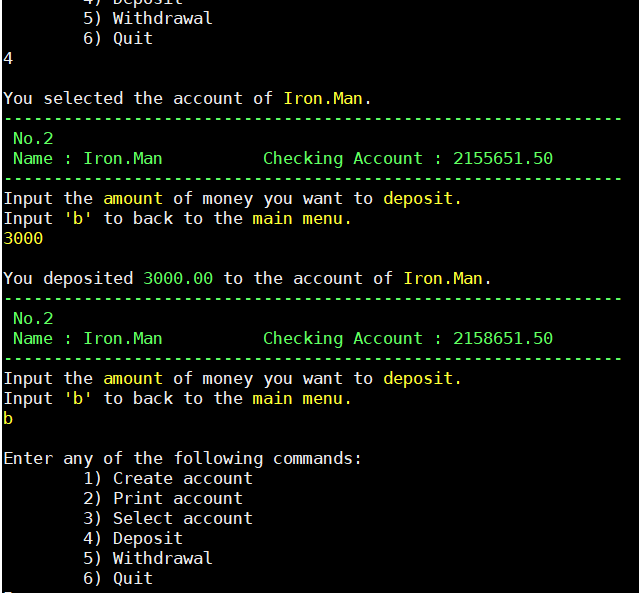 4) Deposit
5) Withdrawal
6) Quit
4
You selected the account of Iron.Man.
--------------------------------------------------------------
No.2
Name : Iron.Man          Checking Account : 2155651.50
--------------------------------------------------------------
Input the amount of money you want to deposit.
Input 'b' to back to the main menu.
3000
You deposited 3000.00 to the account of Iron.Man.
--------------------------------------------------------------
No.2
Name : Iron.Man          Checking Account : 2158651.50
--------------------------------------------------------------
Input the amount of money you want to deposit.
Input 'b' to back to the main menu.
b
Enter any of the following commands:
1) Create account
2) Print account
3) Select account
4) Deposit
5) Withdrawal
6) Quit